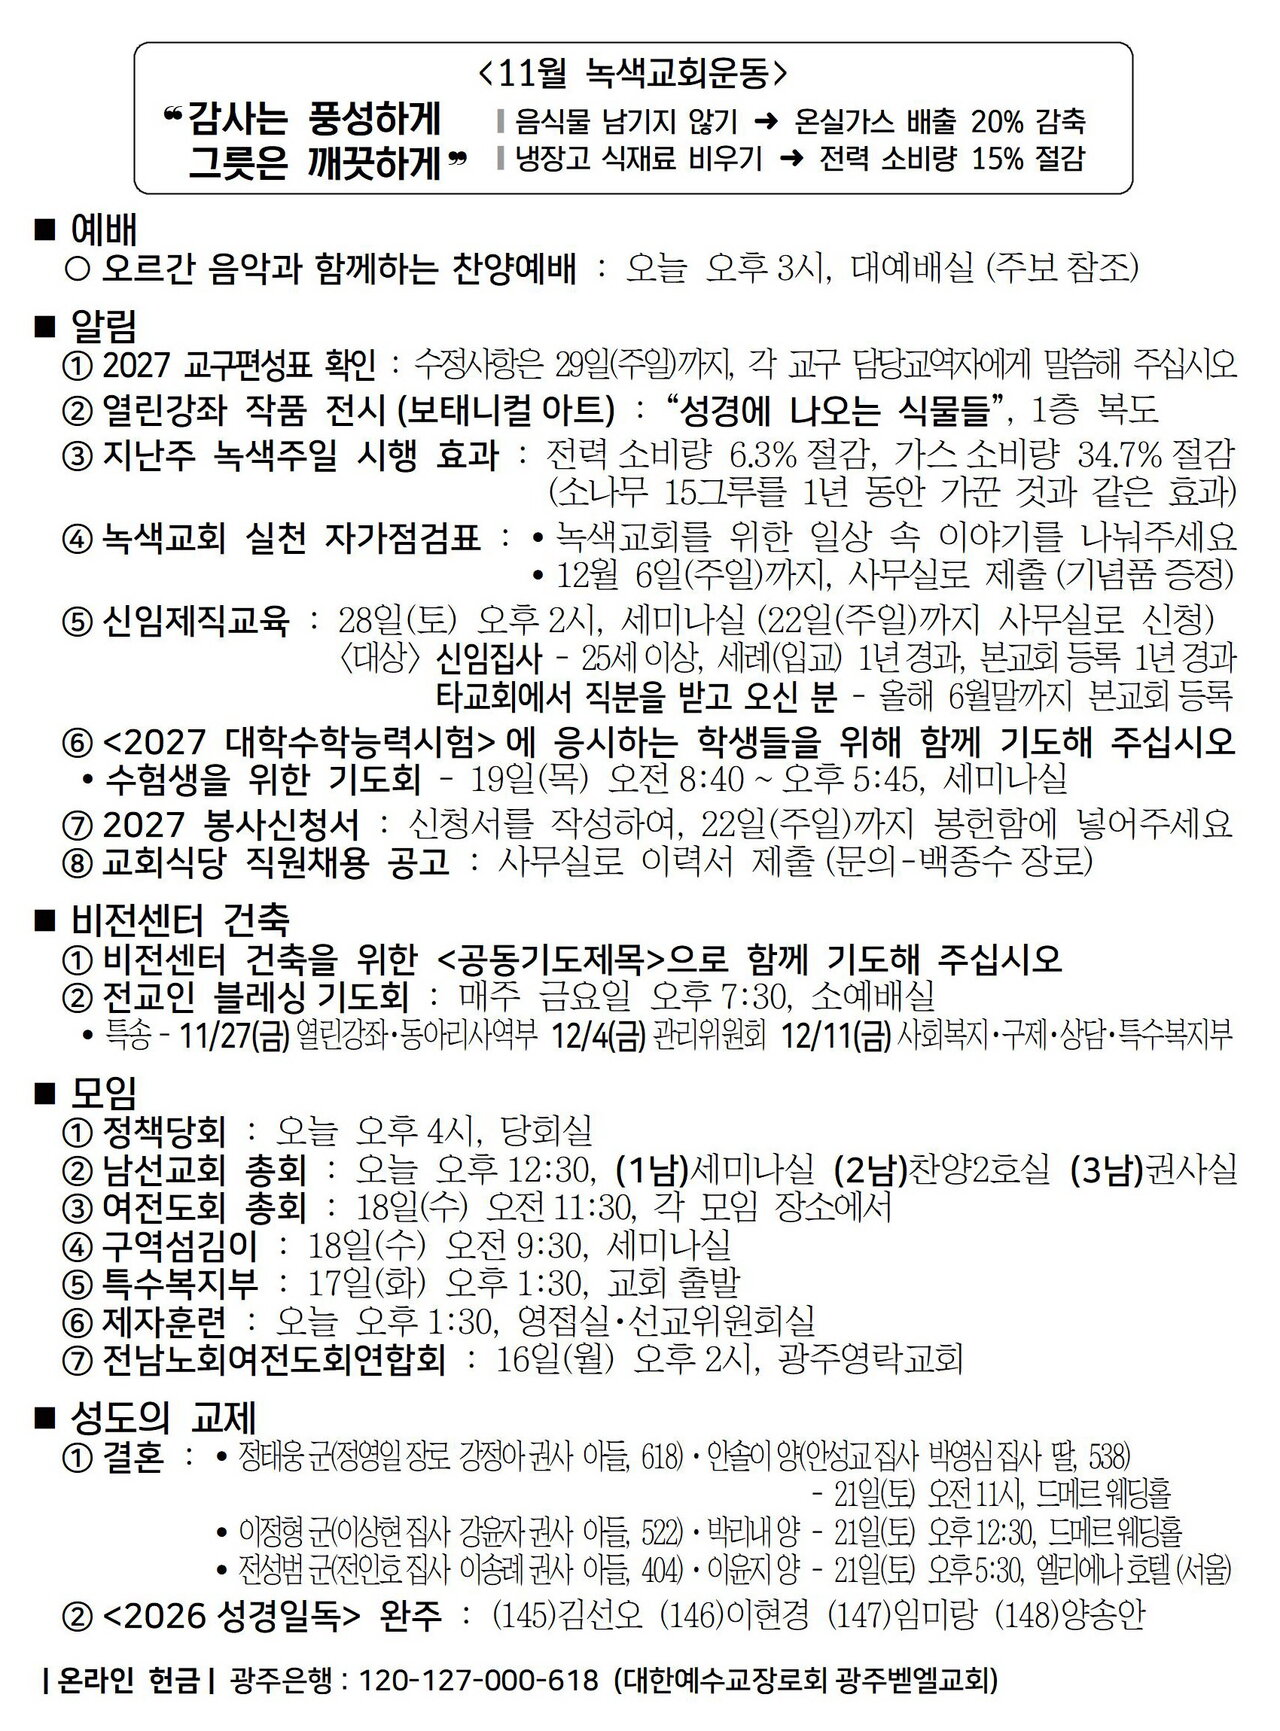 <11월 녹색교회운동>
❝감사는 풍성하게
그릇은 깨끗하게❞
| 음식물 남기지 않기 ➜ 온실가스 배출 20% 감축
| 냉장고 식재료 비우기 ➜ 전력 소비량 15% 절감
■ 예배
○ 오르간 음악과 함께하는 찬양예배 : 오늘 오후 3시, 대예배실 (주보 참조)
■ 알림
① 2027 교구편성표 확인 : 수정사항은 29일(주일)까지, 각 교구 담당교역자에게 말씀해 주십시오
② 열린강좌 작품 전시 (보태니컬 아트) : “성경에 나오는 식물들”, 1층 복도
③ 지난주 녹색주일 시행 효과 : 전력 소비량 6.3% 절감, 가스 소비량 34.7% 절감
(소나무 15그루를 1년 동안 가꾼 것과 같은 효과)
④ 녹색교회 실천 자가점검표 : • 녹색교회를 위한 일상 속 이야기를 나눠주세요
• 12월 6일(주일)까지, 사무실로 제출 (기념품 증정)
⑤ 신임제직교육 : 28일(토) 오후 2시, 세미나실 (22일(주일)까지 사무실로 신청)
〈대상〉 신임집사 - 25세 이상, 세례(입교) 1년 경과, 본교회 등록 1년 경과
타교회에서 직분을 받고 오신 분 - 올해 6월말까지 본교회 등록
⑥ <2027 대학수학능력시험> 에 응시하는 학생들을 위해 함께 기도해 주십시오
• 수험생을 위한 기도회 - 19일(목) 오전 8:40 ~ 오후 5:45, 세미나실
⑦ 2027 봉사신청서 : 신청서를 작성하여, 22일(주일)까지 봉헌함에 넣어주세요
⑧ 교회식당 직원채용 공고 : 사무실로 이력서 제출 (문의-백종수 장로)
■ 비전센터 건축
① 비전센터 건축을 위한 <공동기도제목>으로 함께 기도해 주십시오
② 전교인 블레싱 기도회 : 매주 금요일 오후 7:30, 소예배실
• 특송 - 11/27(금) 열린강좌·동아리사역부 12/4(금) 관리위원회 12/11(금) 사회복지·구제·상담·특수복지부
■ 모임
① 정책당회 : 오늘 오후 4시, 당회실
② 남선교회 총회 : 오늘 오후 12:30, (1남)세미나실 (2남)찬양2호실 (3남)권사실
③ 여전도회 총회 : 18일(수) 오전 11:30, 각 모임 장소에서
④ 구역섬김이 : 18일(수) 오전 9:30, 세미나실
⑤ 특수복지부 : 17일(화) 오후 1:30, 교회 출발
⑥ 제자훈련 : 오늘 오후 1:30, 영접실·선교위원회실
⑦ 전남노회여전도회연합회 : 16일(월) 오후 2시, 광주영락교회
■ 성도의 교제
① 결혼 : • 정태웅 군(정영일 장로 강정아 권사 아들, 618)·안솔이 양(안성교 집사 박영심 집사 딸, 538)
- 21일(토) 오전 11시, 드메르 웨딩홀
• 이정형 군(이상현 집사 강윤자 권사 아들, 522)·박리내 양 - 21일(토) 오후 12:30, 드메르 웨딩홀
• 전성범 군(전인호 집사 이송례 권사 아들, 404)·이윤지 양 - 21일(토) 오후 5:30, 엘리에나 호텔 (서울)
② <2026 성경일독> 완주 : (145)김선오 (146)이현경 (147)임미랑 (148)양송안
| 온라인 헌금 | 광주은행 : 120-127-000-618 (대한예수교장로회 광주벧엘교회)